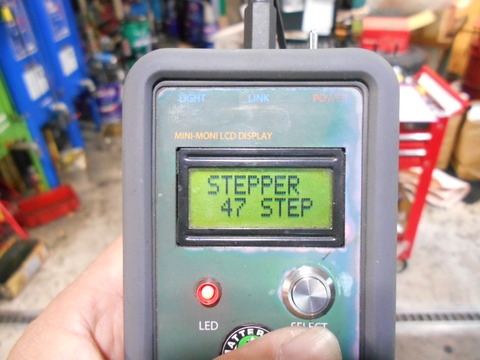 LIGHT LINK POWER
MINI-MONI LCD DISPLAY
STEPPER
47 STEP
LED SELECT